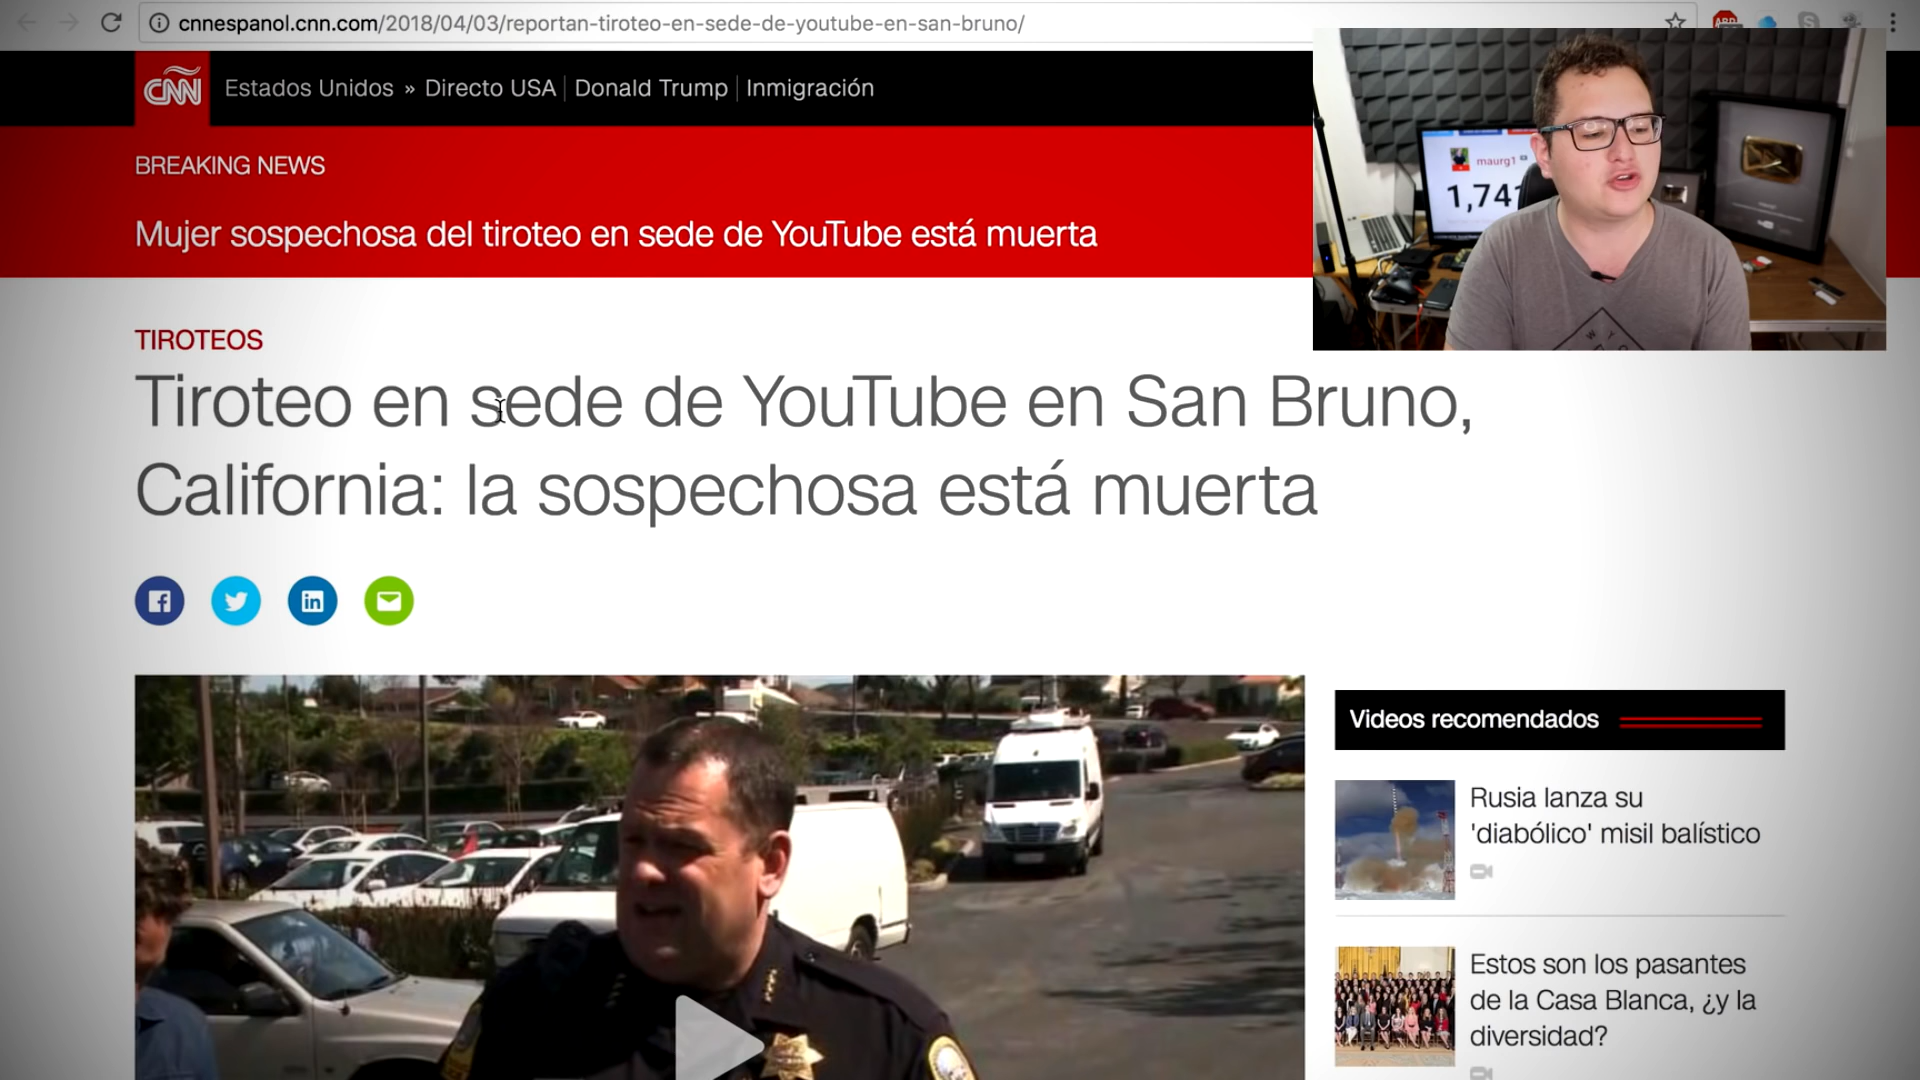 cnnespanol.cnn.com/2018/04/03/reportan-tiroteo-en-sede-de-youtube-en-san-bruno/
ABP
CNN
Estados Unidos » Directo USA | Donald Trump | Inmigración
maurg1
1,741
BREAKING NEWS
Mujer sospechosa del tiroteo en sede de YouTube está muerta
TIROTEOS
Tiroteo en sede de YouTube en San Bruno,
California: la sospechosa está muerta
Videos recomendados
Rusia lanza su
'diabólico' misil balístico
Estos son los pasantes
de la Casa Blanca, ¿y la
diversidad?